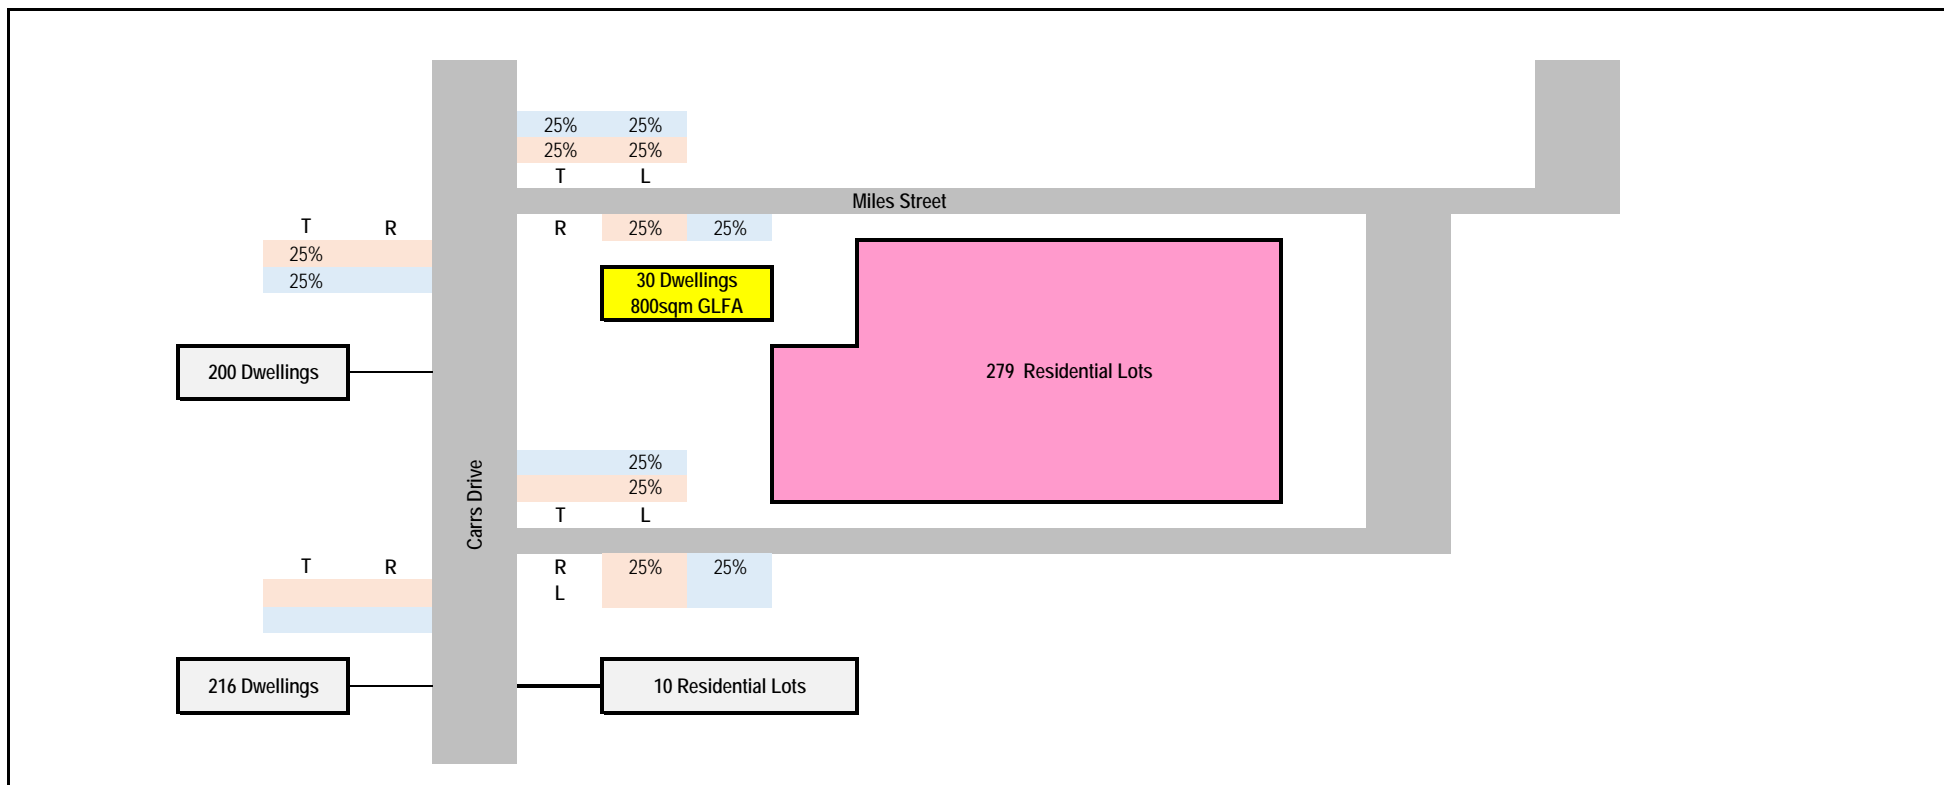 25% 25%
25% 25%
T L
Miles Street
T R
R 25% 25%
25%
25%
30 Dwellings
800sqm GLFA
200 Dwellings
279 Residential Lots
25%
25%
Carrs Drive
T L
T R
R 25% 25%
L
216 Dwellings
10 Residential Lots